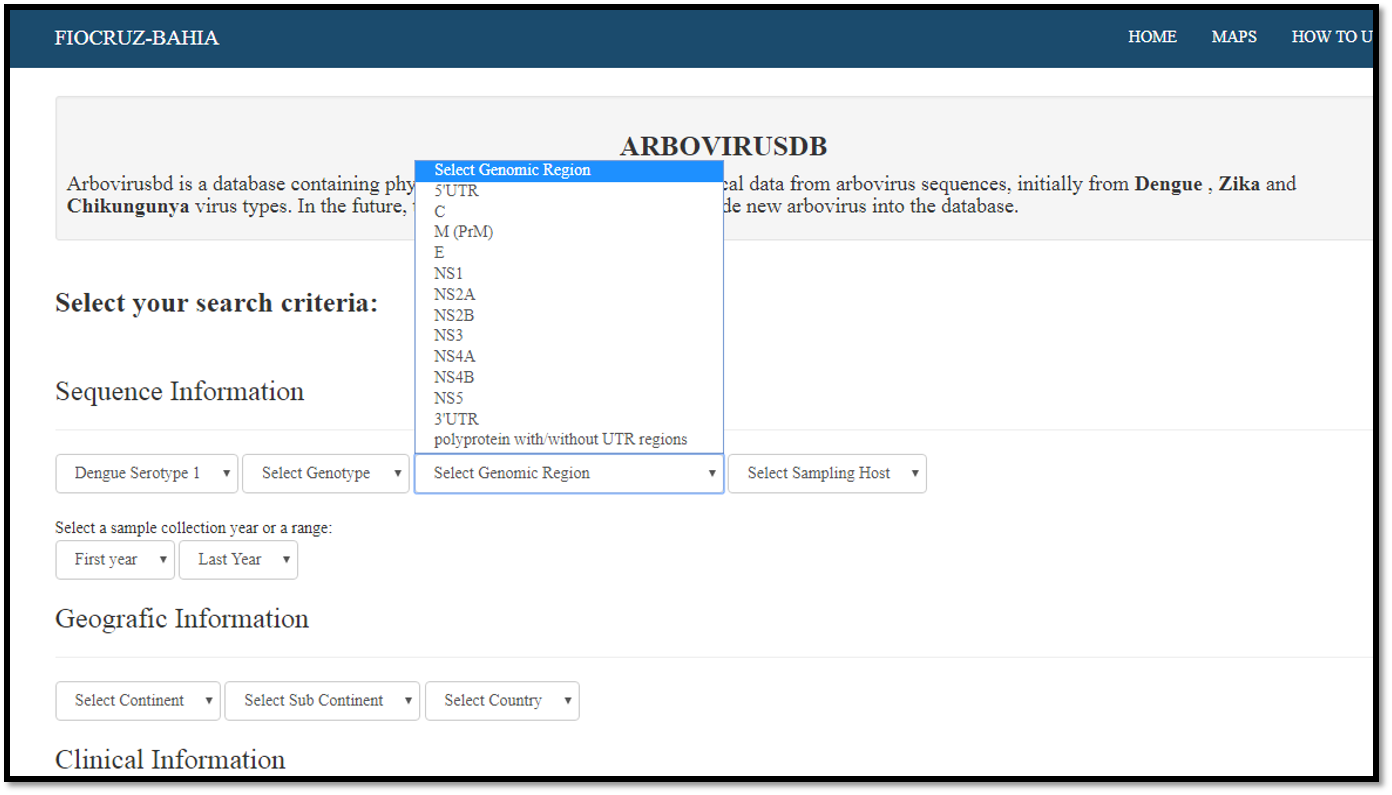 FIOCRUZ-BAHIA HOME MAPS HOW TO U
ARBOVIRUSDB
Select Genomic Region
Arbovirusbd is a database containing phy cal data from arbovirus sequences, initially from Dengue , Zika and
5'UTR
Chikungunya virus types. In the future, de new arbovirus into the database.
C
M (PrM)
E
NS1
NS2A
Select your search criteria:
NS2B
NS3
NS4A
NS4B
Sequence Information
NS5
3'UTR
polyprotein with/without UTR regions
Dengue Serotype 1 Select Genotype Select Genomic Region Select Sampling Host
Select a sample collection year or a range:
First year Last Year
Geografic Information
Select Continent Select Sub Continent Select Country
Clinical Information